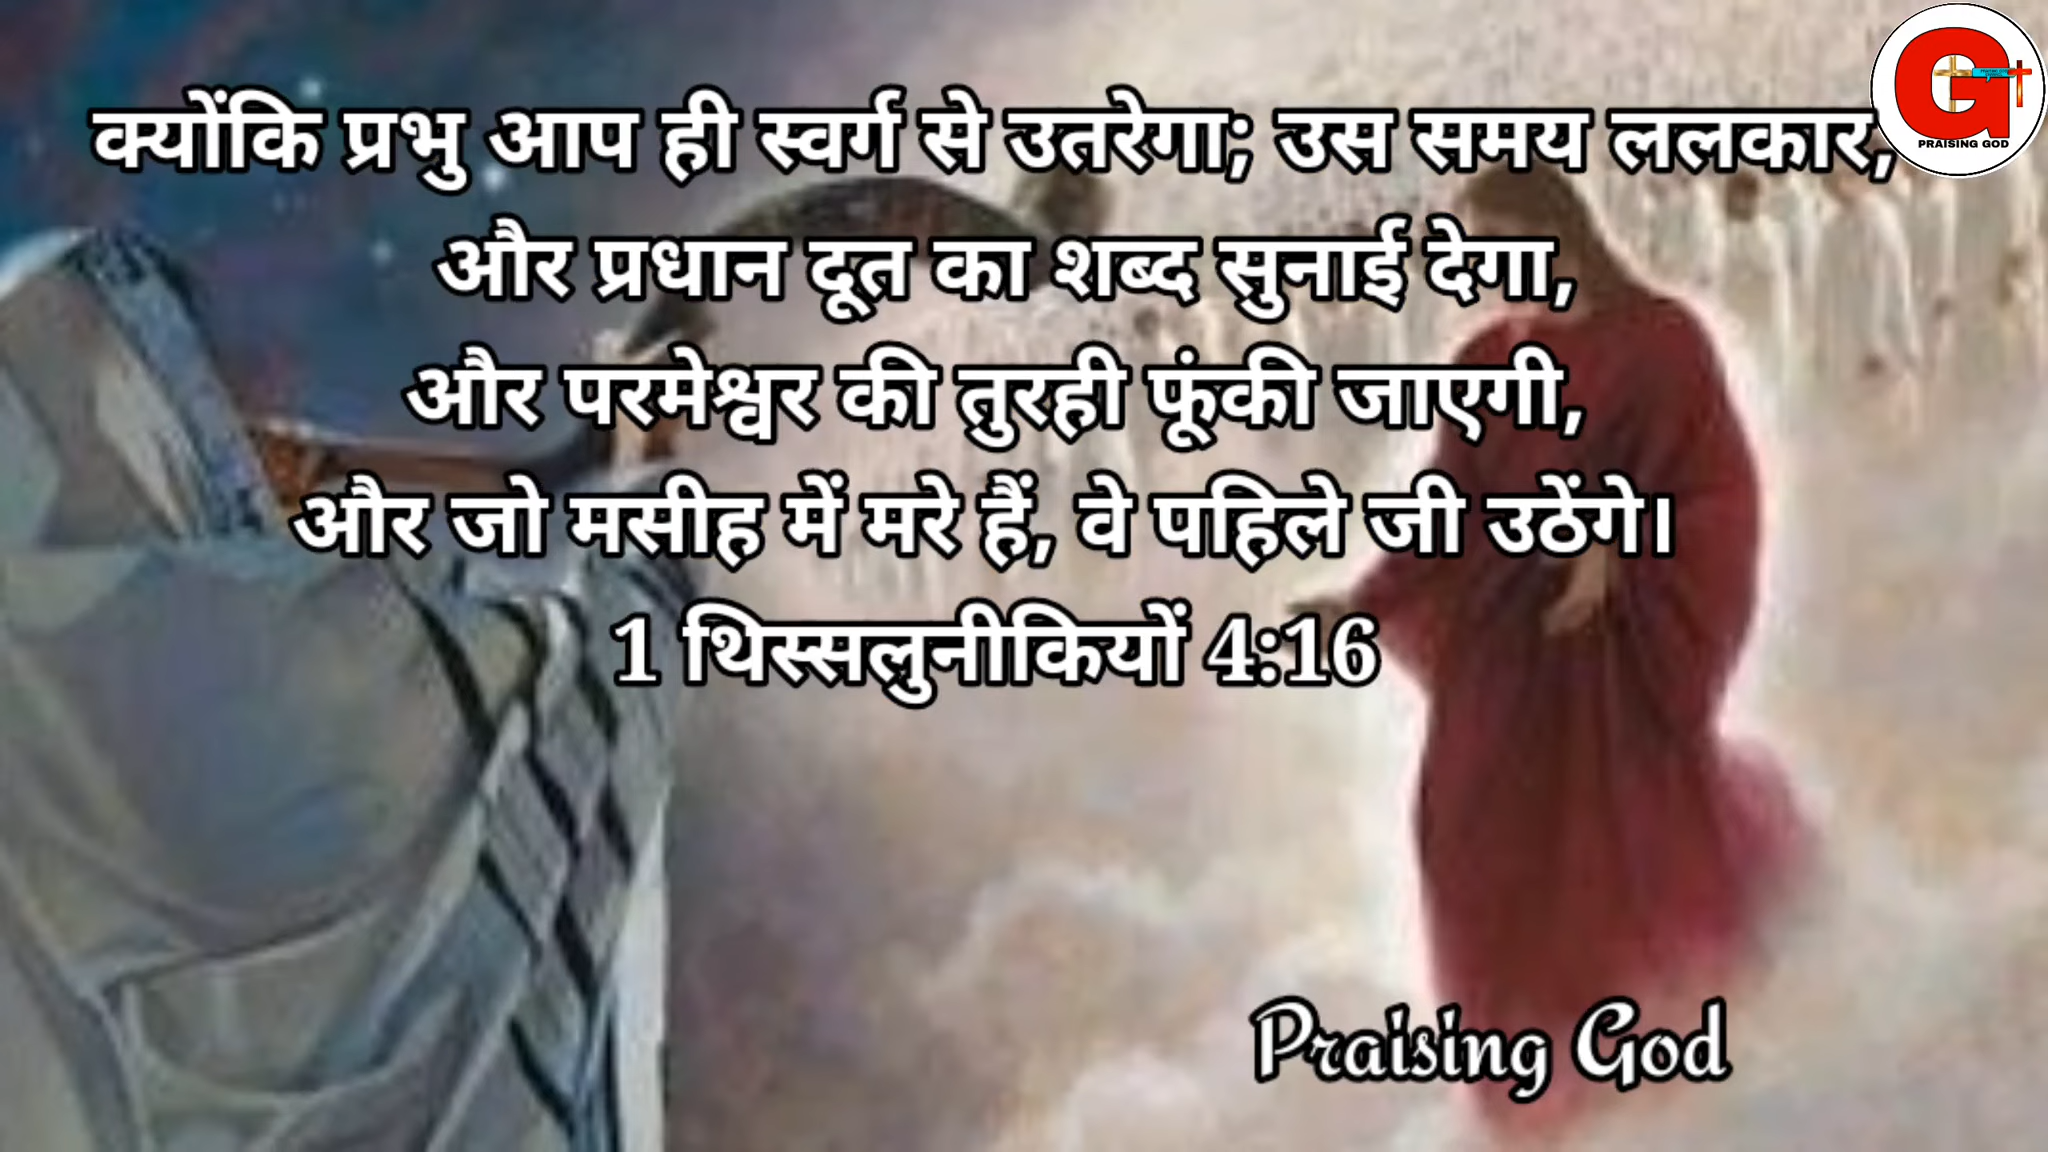 क्योंकि प्रभु आप ही स्वर्ग से उतरेगा; उस समय ललकार,
और प्रधान दूत का शब्द सुनाई देगा,
और परमेश्वर की तुरही फूंकी जाएगी,
और जो मसीह में मरे हैं, वे पहिले जी उठेंगे।
1 थिस्सलुनीकियों 4:16
Praising God
G
PRAISING GOD